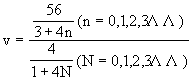 v = 56/(3+4n) (n = 0,1,2,3Λ Λ )
4/(1+4N) (N = 0,1,2,3Λ Λ )